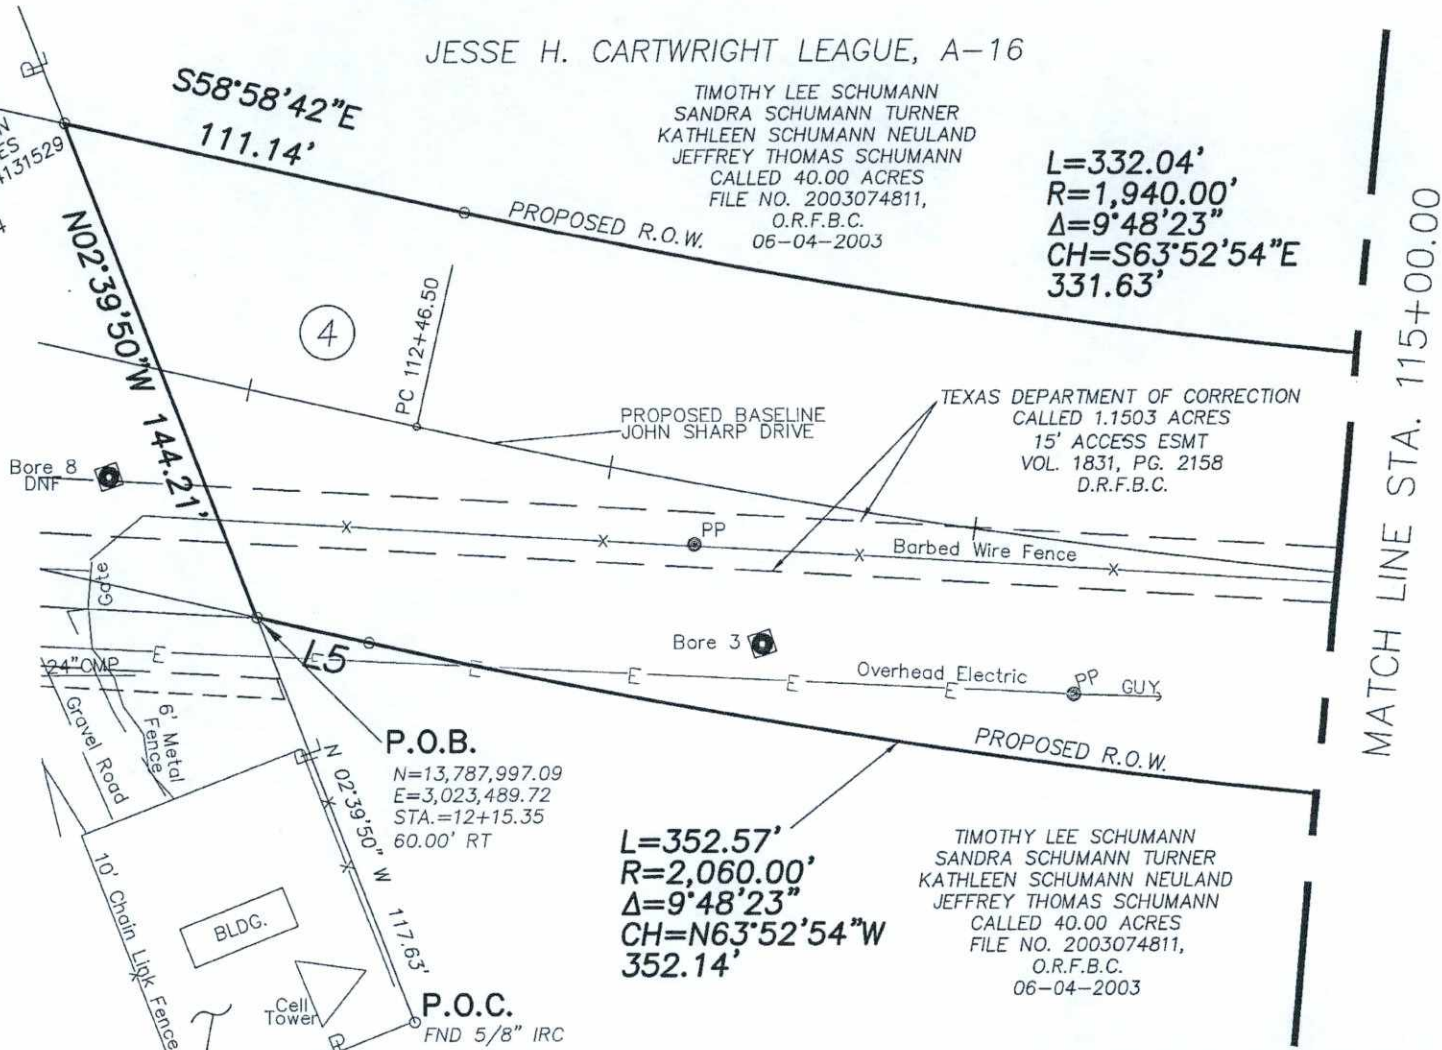 JESSE H. CARTWRIGHT LEAGUE, A-16
TIMOTHY LEE SCHUMANN
SANDRA SCHUMANN TURNER
KATHLEEN SCHUMANN NEULAND
JEFFREY THOMAS SCHUMANN
CALLED 40.00 ACRES
FILE NO. 2003074811,
O.R.F.B.C.
06-04-2003
S58°58'42"E
111.14'
L=332.04'
R=1,940.00'
Δ=9°48'23"
CH=S63°52'54"E
331.63'
PROPOSED R.O.W.
N02°39'50"W 144.21'
4
PC 112+46.50
PROPOSED BASELINE
JOHN SHARP DRIVE
TEXAS DEPARTMENT OF CORRECTION
CALLED 1.1503 ACRES
15' ACCESS ESMT
VOL. 1831, PG. 2158
D.R.F.B.C.
MATCH LINE STA. 115+00.00
Bore 8
DNF
X
X
PP
X
Barbed Wire Fence
X
Gate
L5
Bore 3
E
E
E
E
E
Overhead Electric
E
PP
GUY
24"CMP
Gravel Road
6' Metal
Fence
P.O.B.
N=13,787,997.09
E=3,023,489.72
STA.=12+15.35
60.00' RT
PROPOSED R.O.W.
N 02°39'50" W 117.63'
L=352.57'
R=2,060.00'
Δ=9°48'23"
CH=N63°52'54"W
352.14'
TIMOTHY LEE SCHUMANN
SANDRA SCHUMANN TURNER
KATHLEEN SCHUMANN NEULAND
JEFFREY THOMAS SCHUMANN
CALLED 40.00 ACRES
FILE NO. 2003074811,
O.R.F.B.C.
06-04-2003
10' Chain Link Fence
BLDG.
Cell
Tower
P.O.C.
FND 5/8" IRC